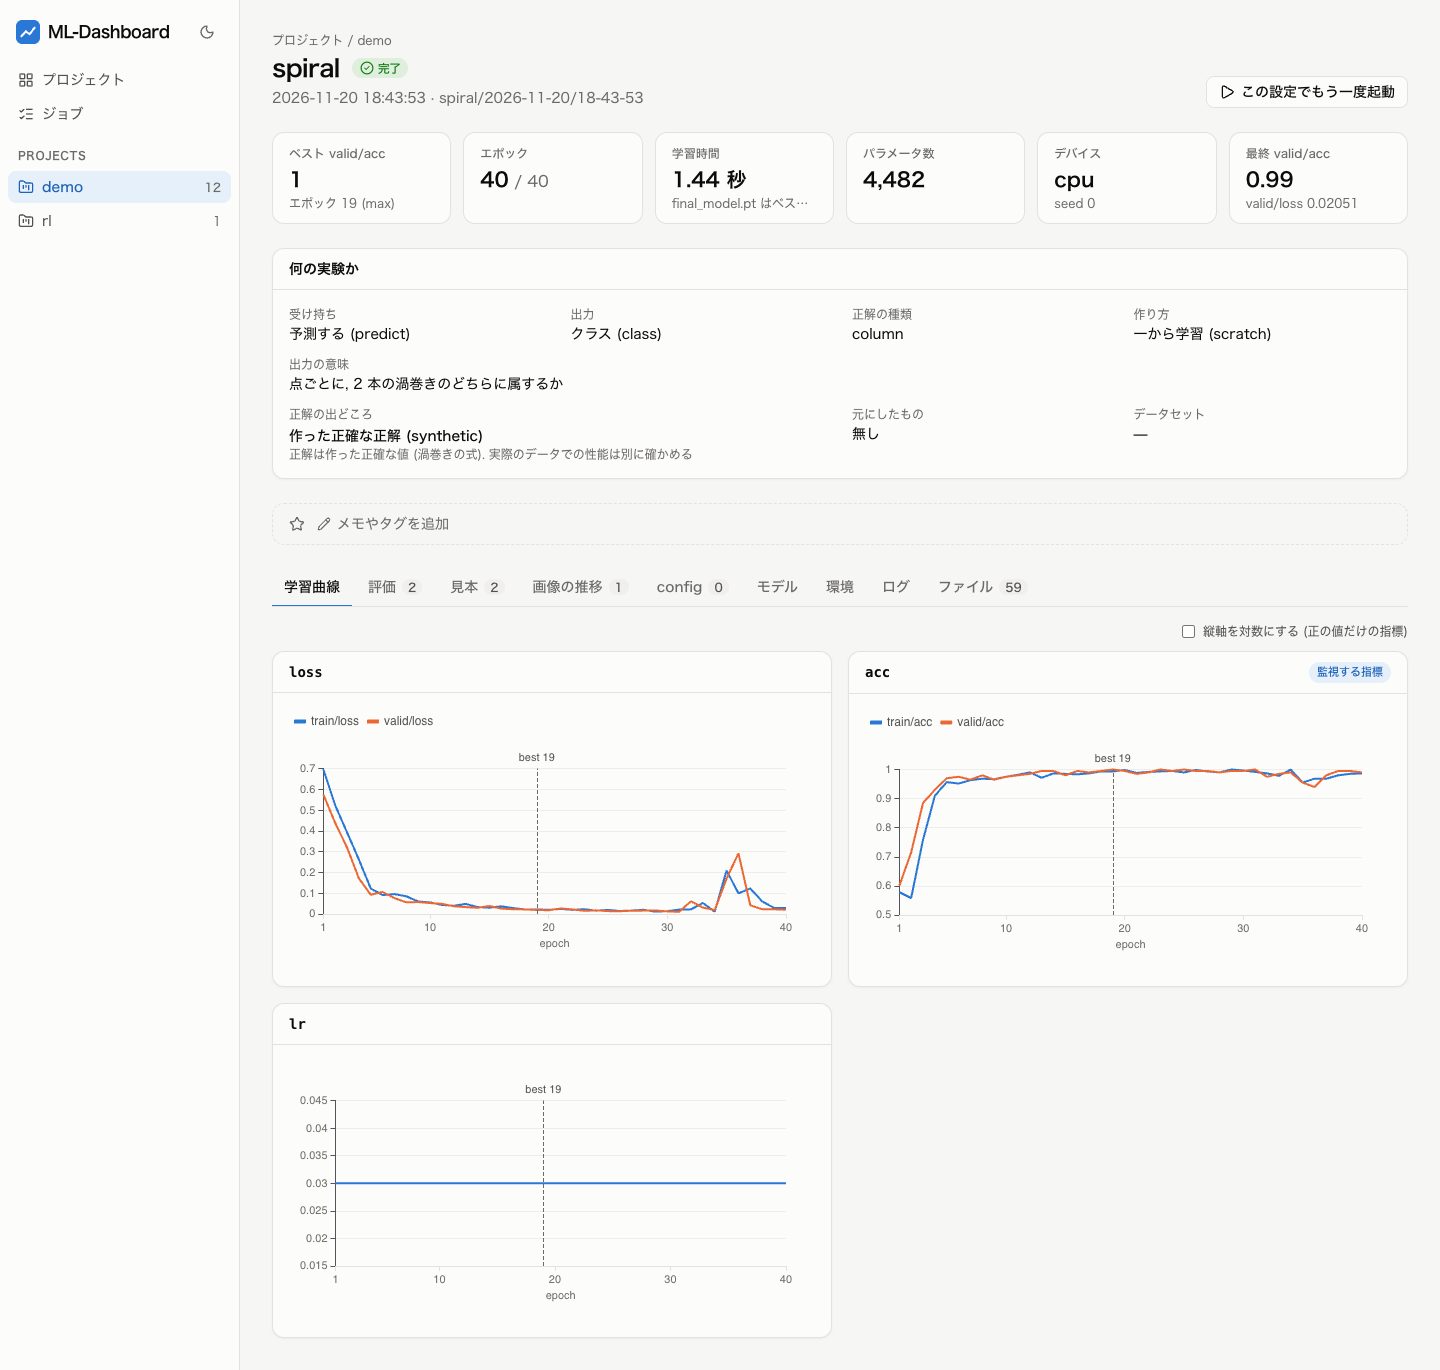 ML-Dashboard
プロジェクト
ジョブ
PROJECTS
demo 12
rl 1
プロジェクト / demo
spiral 完了
2026-11-20 18:43:53 · spiral/2026-11-20/18-43-53
この設定でもう一度起動
ベスト valid/acc
1
エポック 19 (max)
エポック
40 / 40
学習時間
1.44 秒
final_model.pt はベス…
パラメータ数
4,482
デバイス
cpu
seed 0
最終 valid/acc
0.99
valid/loss 0.02051
何の実験か
受け持ち
予測する (predict)
出力
クラス (class)
正解の種類
column
作り方
一から学習 (scratch)
出力の意味
点ごとに, 2 本の渦巻きのどちらに属するか
正解の出どころ
作った正確な正解 (synthetic)
正解は作った正確な値 (渦巻きの式). 実際のデータでの性能は別に確かめる
元にしたもの
無し
データセット
—
メモやタグを追加
学習曲線 評価 2 見本 2 画像の推移 1 config 0 モデル 環境 ログ ファイル 59
縦軸を対数にする (正の値だけの指標)
loss
train/loss valid/loss
best 19
0.7
0.6
0.5
0.4
0.3
0.2
0.1
0
1 10 20 30 40
epoch
acc 監視する指標
train/acc valid/acc
best 19
1
0.9
0.8
0.7
0.6
0.5
1 10 20 30 40
epoch
lr
best 19
0.045
0.04
0.035
0.03
0.025
0.02
0.015
1 10 20 30 40
epoch